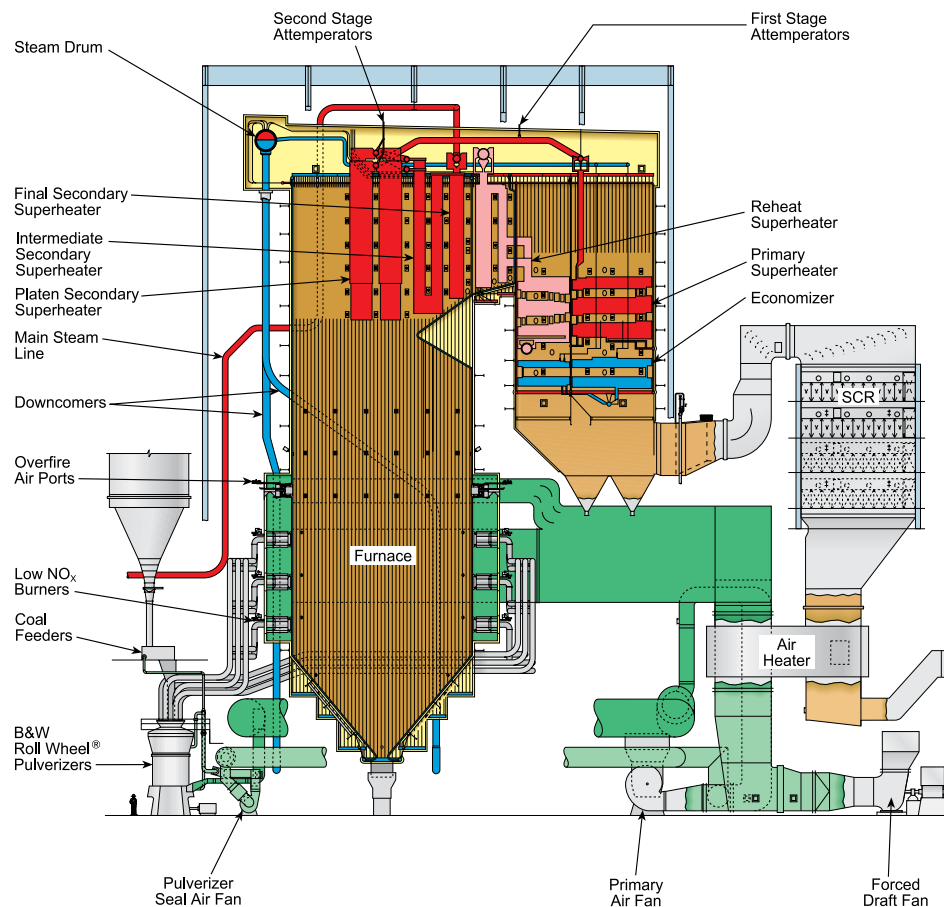 Second Stage
Attemperators
First Stage
Attemperators
Steam Drum
Final Secondary
Superheater
Intermediate
Secondary
Superheater
Platen Secondary
Superheater
Main Steam
Line
Downcomers
Overfire
Air Ports
Low NOx
Burners
Coal
Feeders
B&W
Roll Wheel®
Pulverizers
Reheat
Superheater
Primary
Superheater
Economizer
SCR
Furnace
Air
Heater
Pulverizer
Seal Air Fan
Primary
Air Fan
Forced
Draft Fan